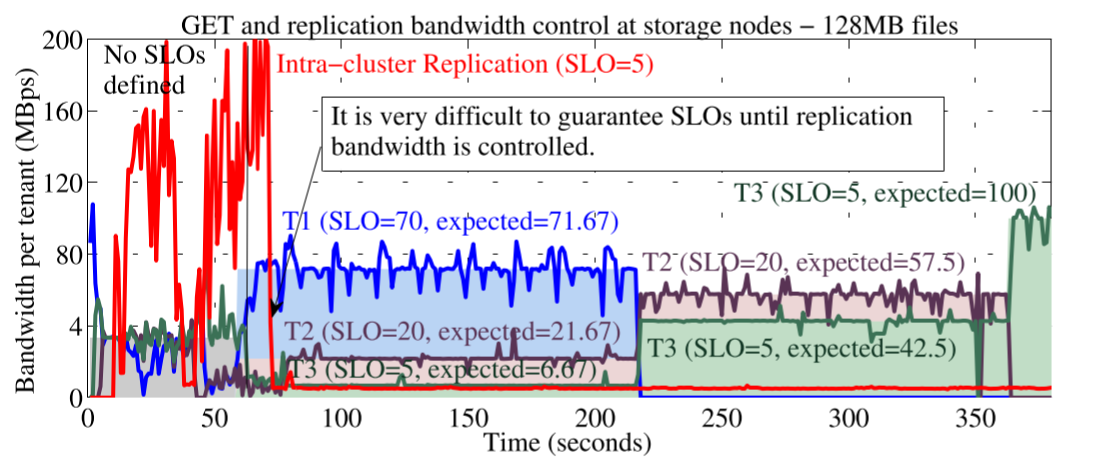 GET and replication bandwidth control at storage nodes − 128MB files
Bandwidth per tenant (MBps)
200
160
120
80
4
0
No SLOs
defined
Intra−cluster Replication (SLO=5)
It is very difficult to guarantee SLOs until replication
bandwidth is controlled.
T3 (SLO=5, expected=100)
T1 (SLO=70, expected=71.67)
T2 (SLO=20, expected=57.5)
T2 (SLO=20, expected=21.67)
T3 (SLO=5, expected=42.5)
T3 (SLO=5, expected=6.67)
0 50 100 150 200 250 300 350
Time (seconds)